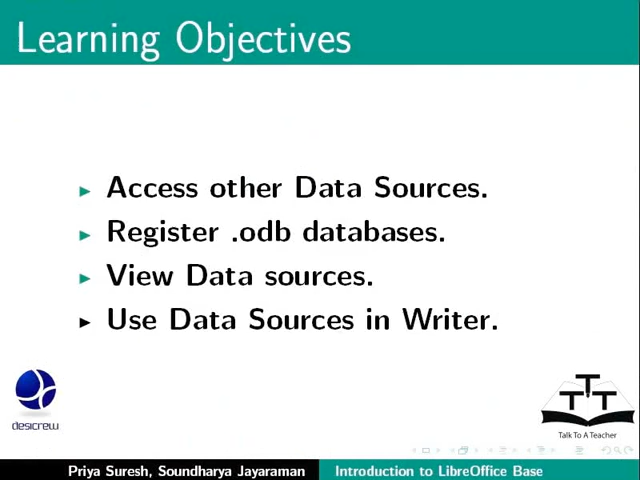 Learning Objectives
Access other Data Sources.
Register .odb databases.
View Data sources.
Use Data Sources in Writer.
desicrew
TTT
Talk To A Teacher
Priya Suresh, Soundharya Jayaraman
Introduction to LibreOffice Base